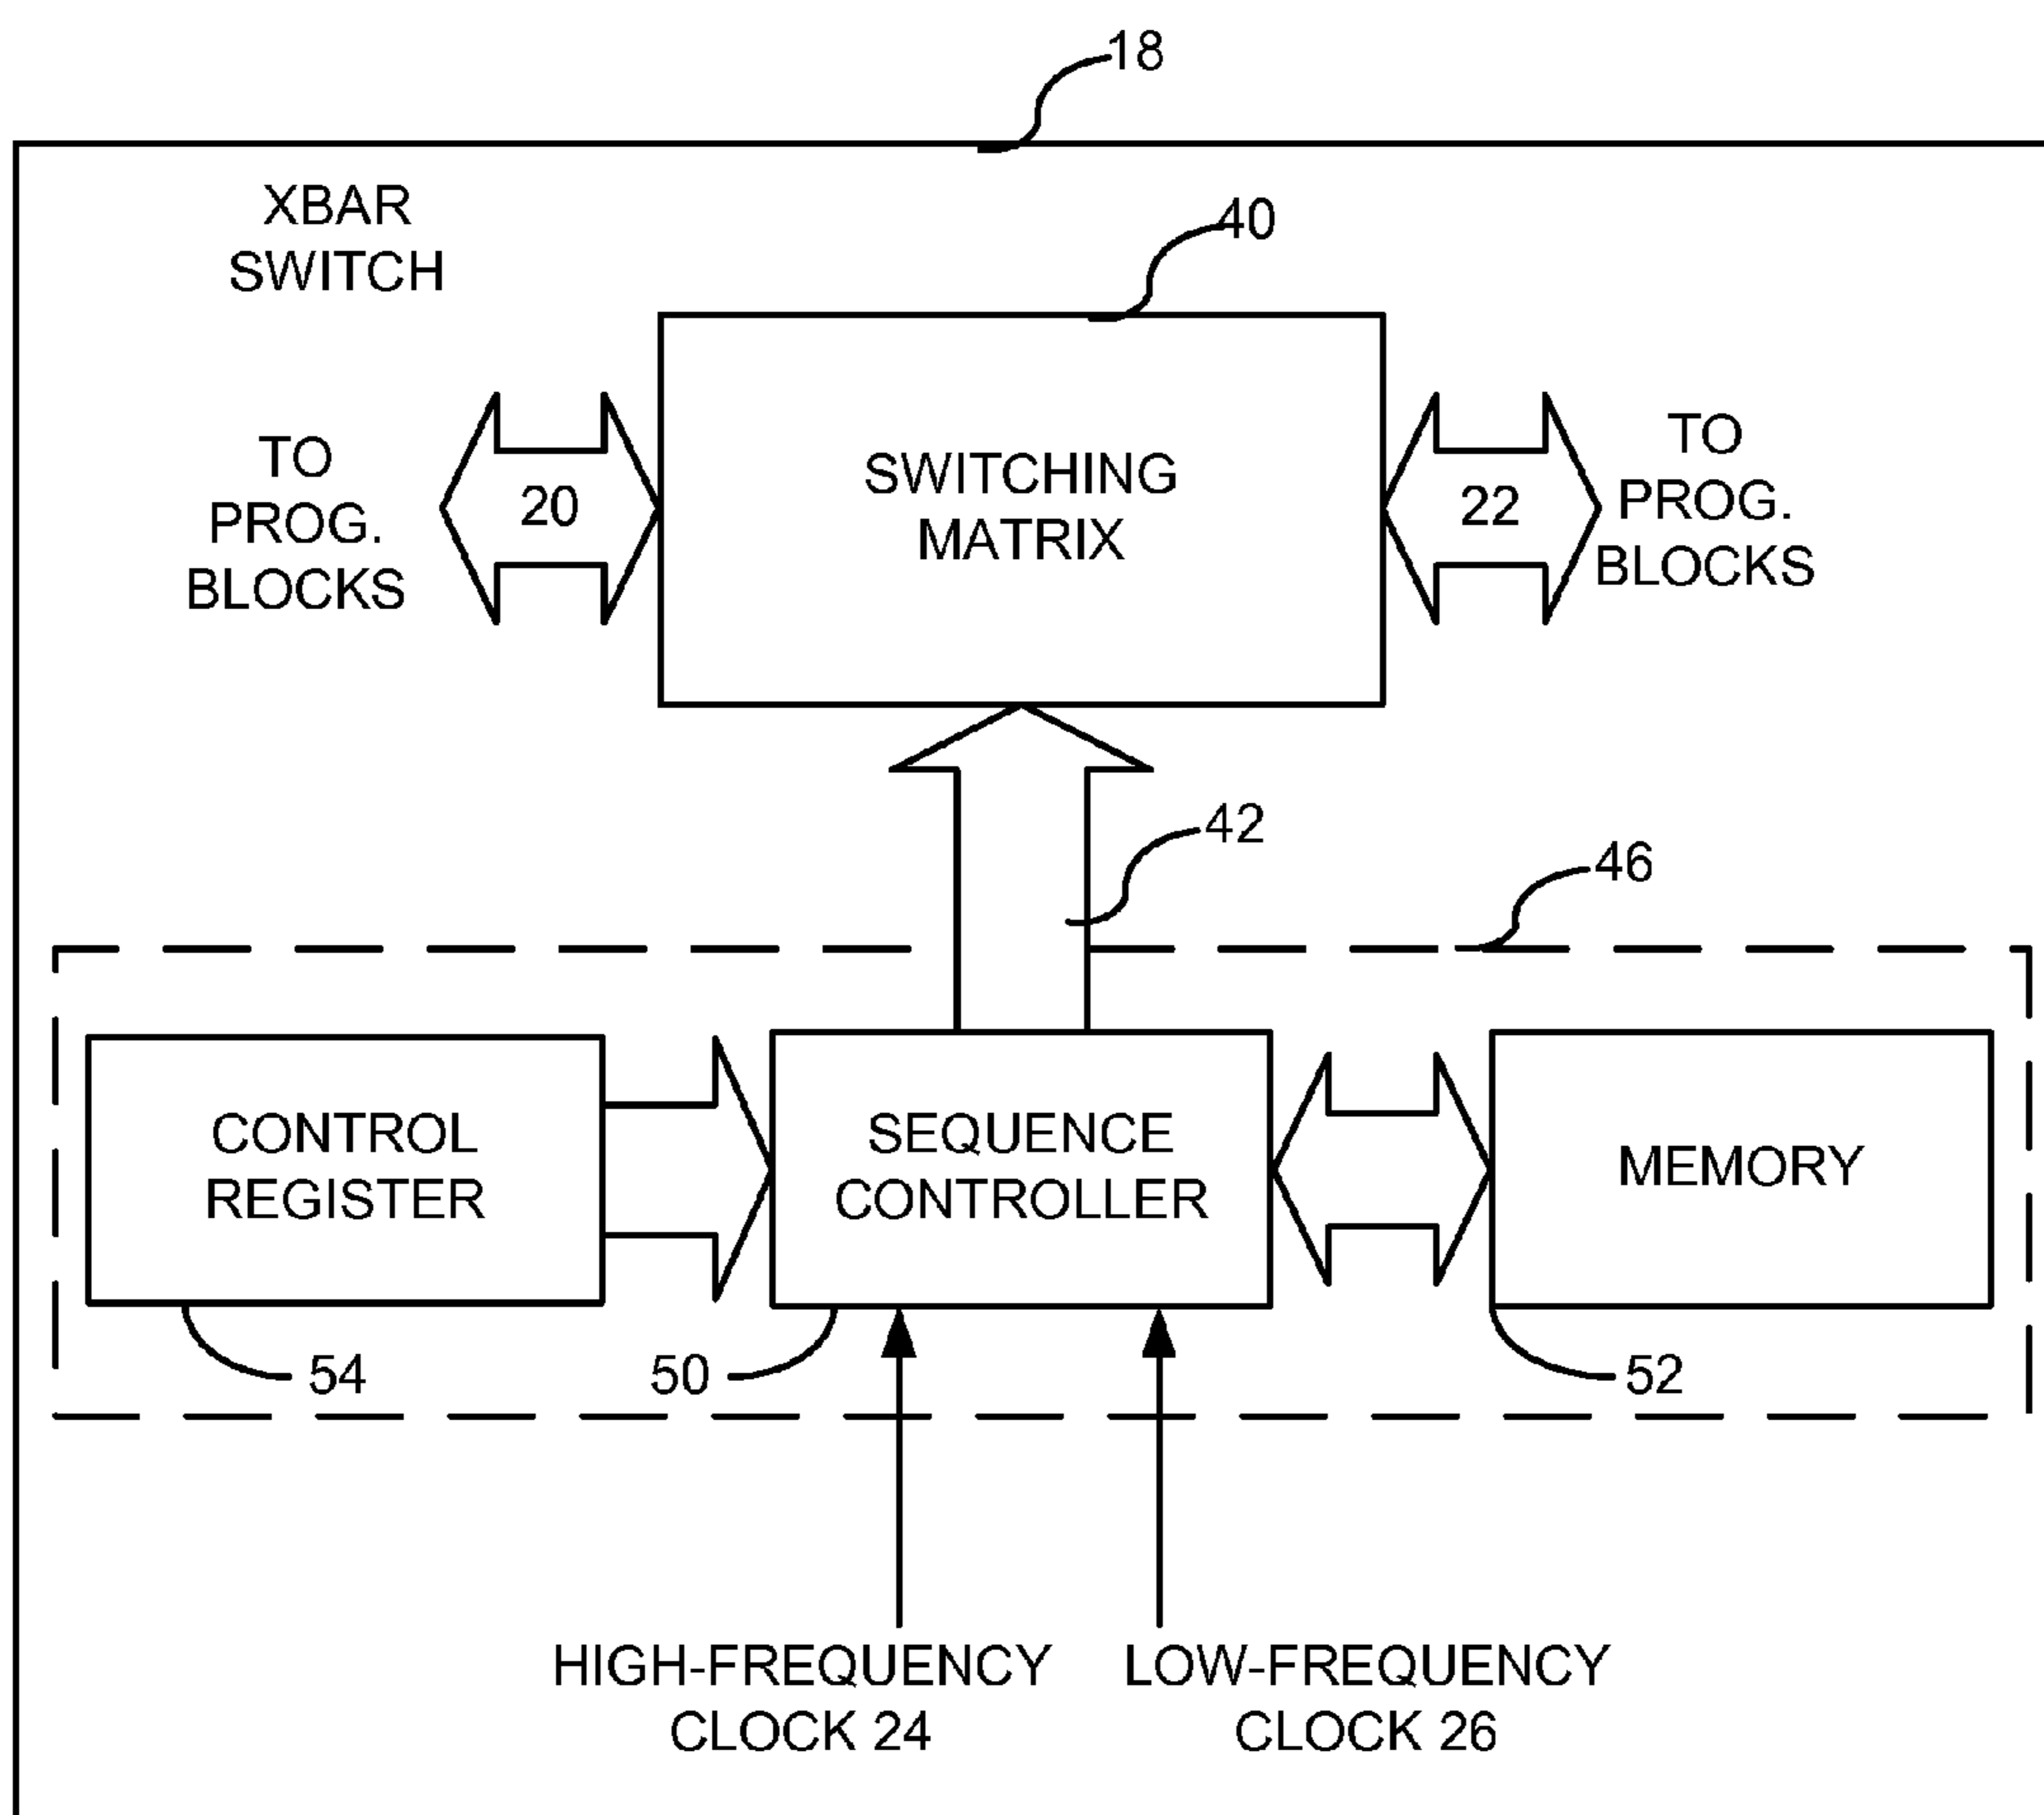 18
XBAR
SWITCH
40
TO
PROG.
BLOCKS
20
SWITCHING
MATRIX
22
TO
PROG.
BLOCKS
42
46
CONTROL
REGISTER
SEQUENCE
CONTROLLER
MEMORY
54
50
52
HIGH-FREQUENCY
CLOCK 24
LOW-FREQUENCY
CLOCK 26